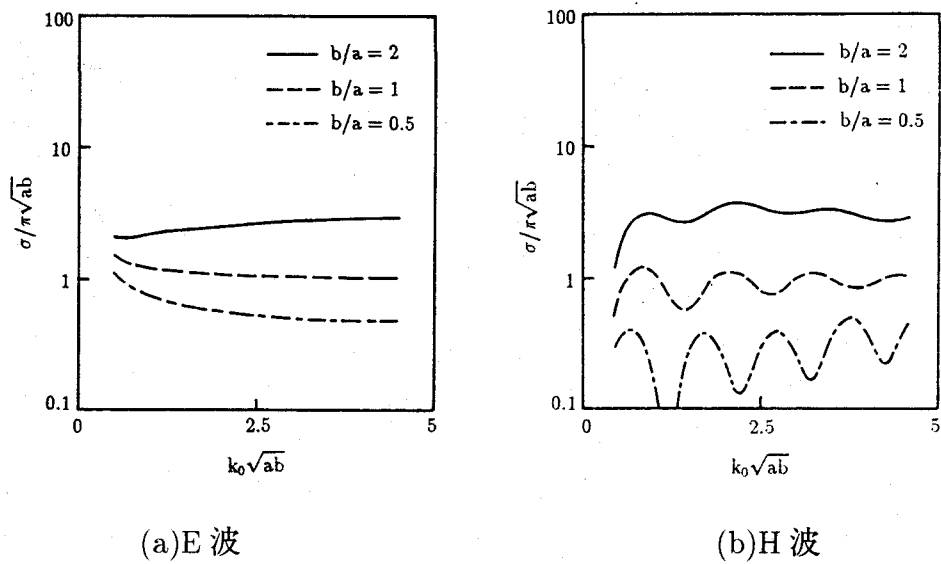 100
10
1
0.1
σ/π√ab
b/a = 2
b/a = 1
b/a = 0.5
0
2.5
5
k₀√ab
(a)E 波
100
10
1
0.1
σ/π√ab
b/a = 2
b/a = 1
b/a = 0.5
0
2.5
5
k₀√ab
(b)H 波